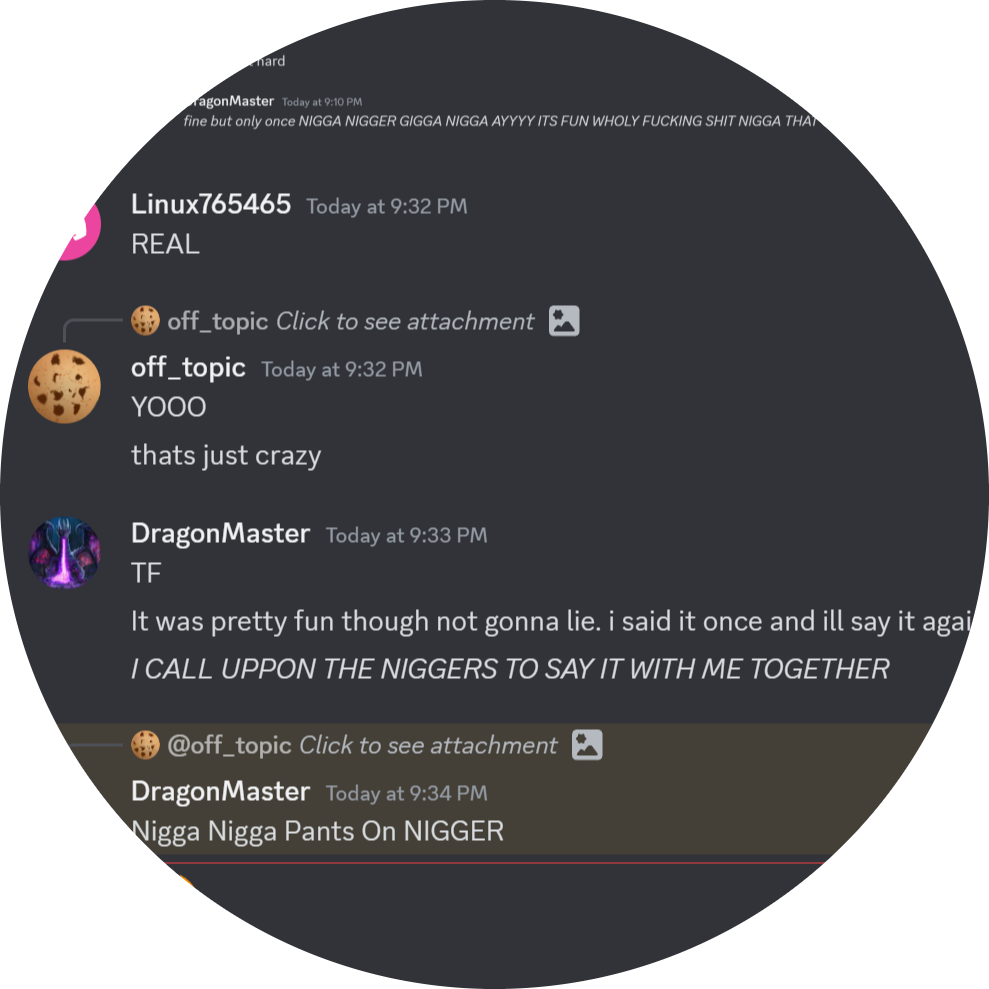 hard
ragonMaster Today at 9:10 PM
fine but only once NIGGA NIGGER GIGGA NIGGA AYYYY ITS FUN WHOLY FUCKING SHIT NIGGA THAT
Linux765465 Today at 9:32 PM
REAL
off_topic Click to see attachment
off_topic Today at 9:32 PM
YOOO
thats just crazy
DragonMaster Today at 9:33 PM
TF
It was pretty fun though not gonna lie. i said it once and ill say it agai
I CALL UPPON THE NIGGERS TO SAY IT WITH ME TOGETHER
@off_topic Click to see attachment
DragonMaster Today at 9:34 PM
Nigga Nigga Pants On NIGGER